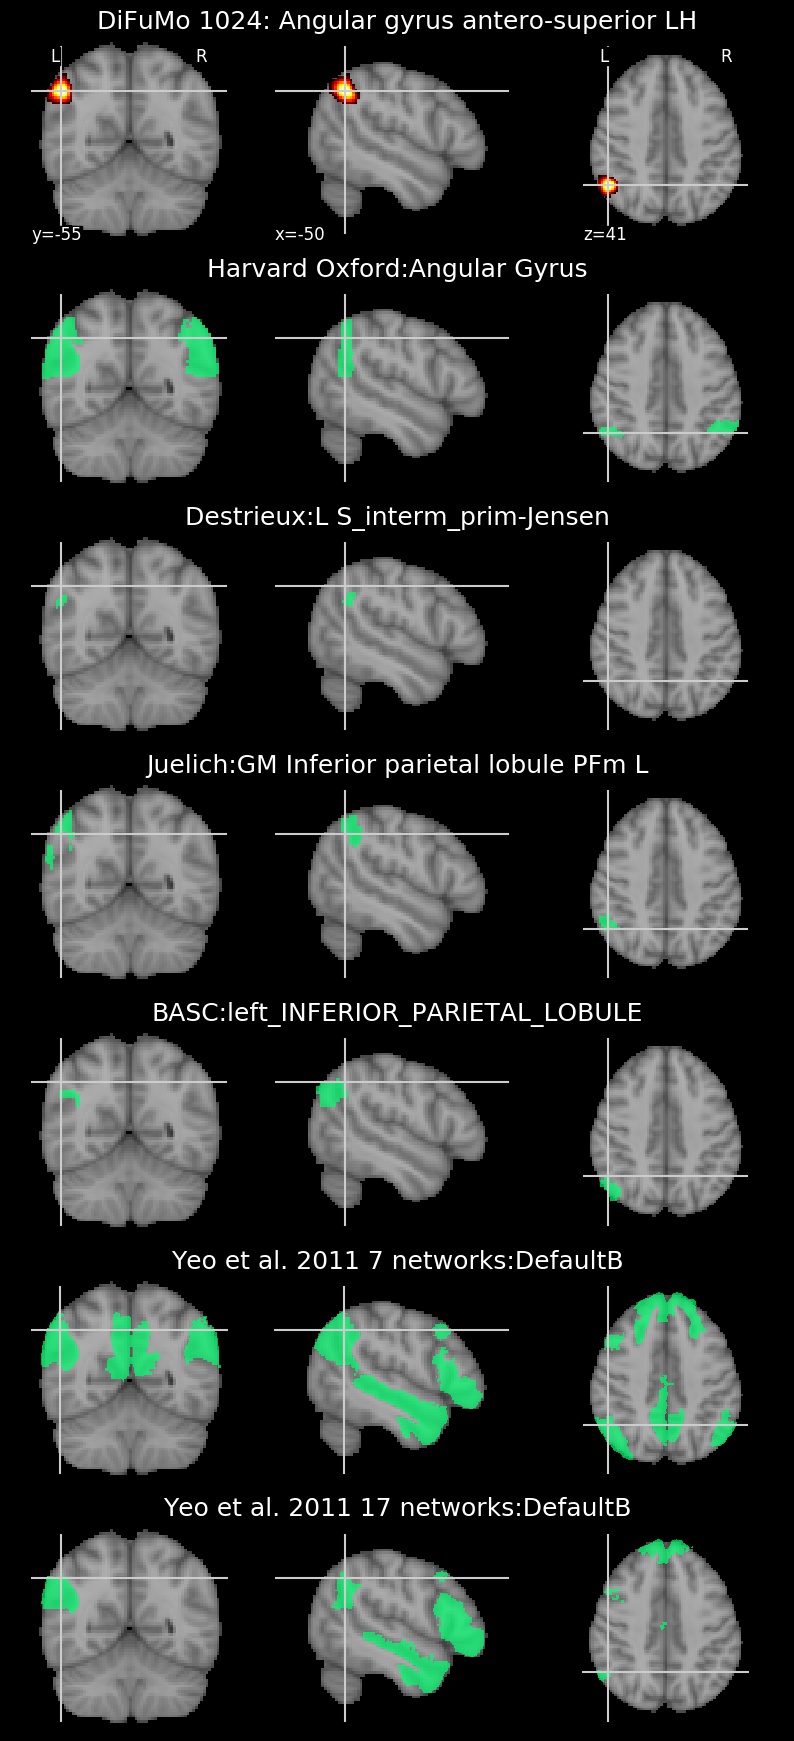 DiFuMo 1024: Angular gyrus antero-superior LH
L R L R
y=-55 x=-50 z=41
Harvard Oxford:Angular Gyrus
Destrieux:L S_interm_prim-Jensen
Juelich:GM Inferior parietal lobule PFm L
BASC:left_INFERIOR_PARIETAL_LOBULE
Yeo et al. 2011 7 networks:DefaultB
Yeo et al. 2011 17 networks:DefaultB